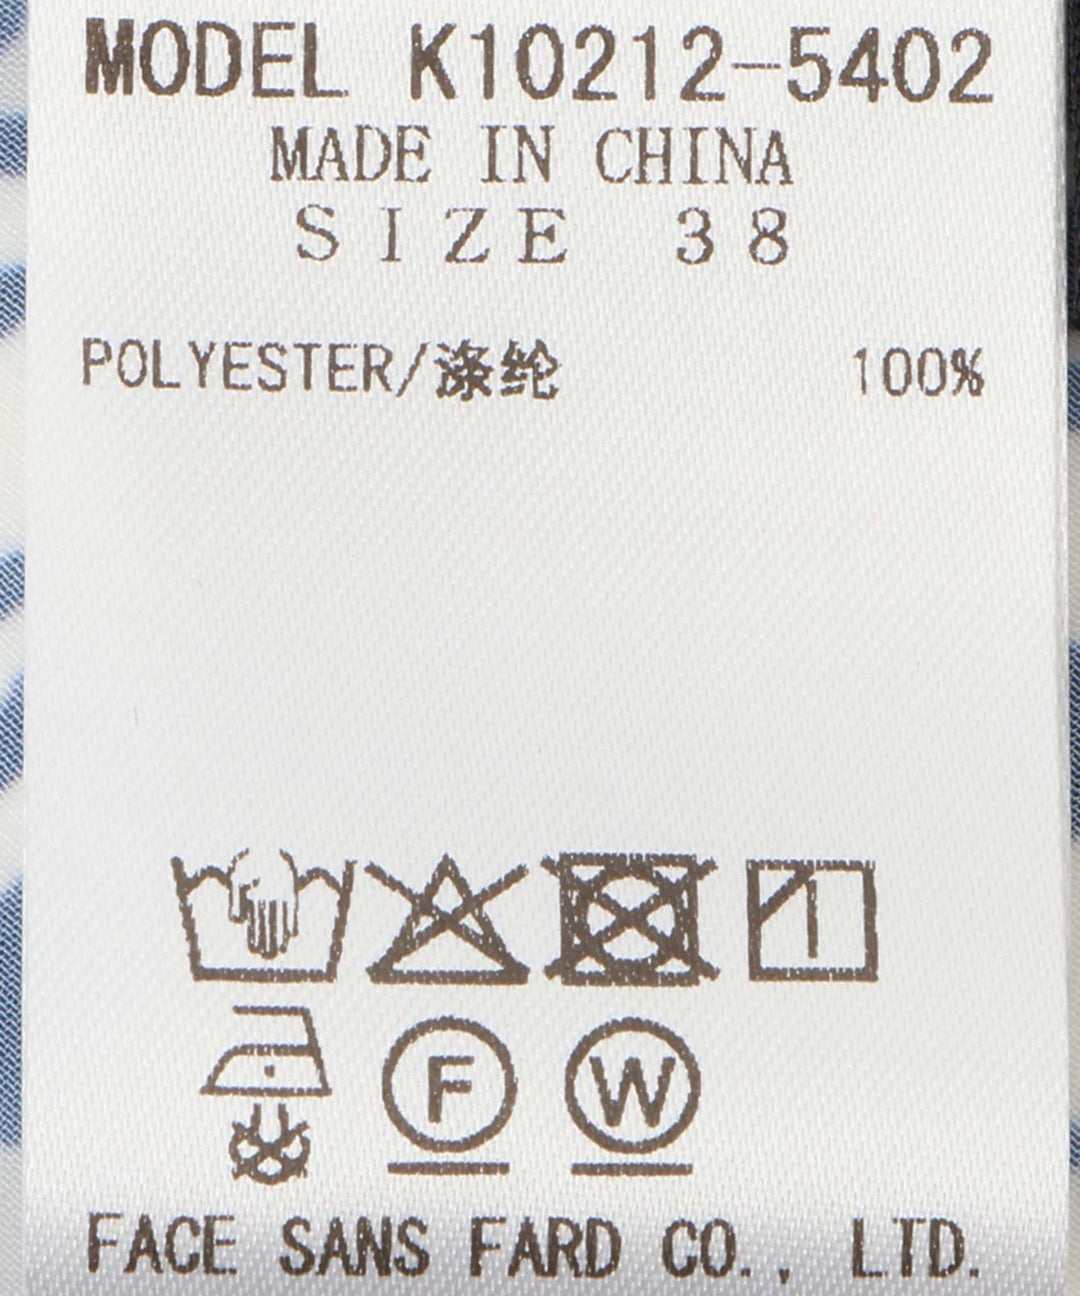 MODEL K10212-5402
MADE IN CHINA
SIZE 38
POLYESTER/涤纶 100%
F W
FACE SANS FARD CO., LTD.